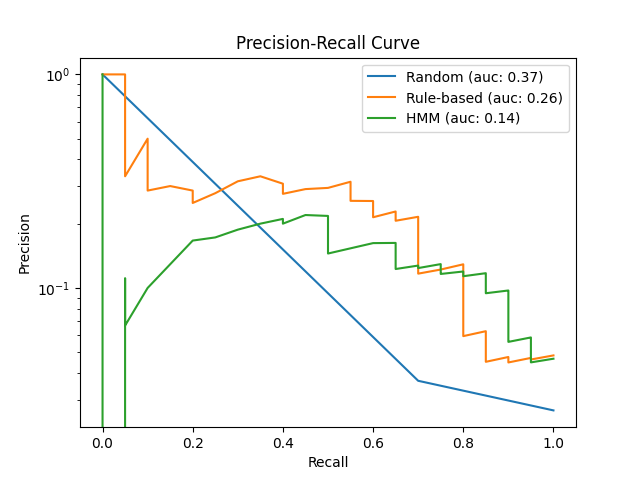 Precision-Recall Curve
Random (auc: 0.37)
Rule-based (auc: 0.26)
HMM (auc: 0.14)
10⁰
10⁻¹
Precision
0.0 0.2 0.4 0.6 0.8 1.0
Recall